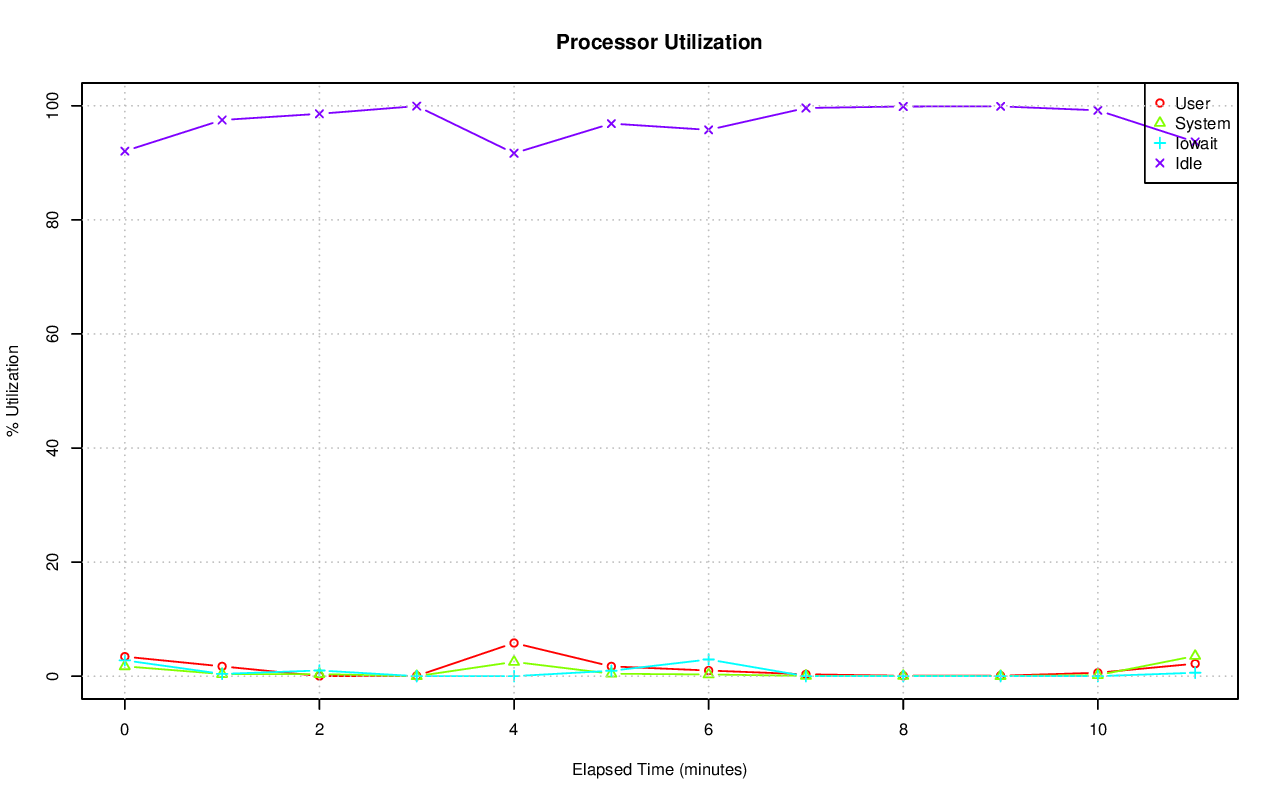 Processor Utilization
User
System
Iowait
Idle
% Utilization
100
80
60
40
20
0
0 2 4 6 8 10
Elapsed Time (minutes)